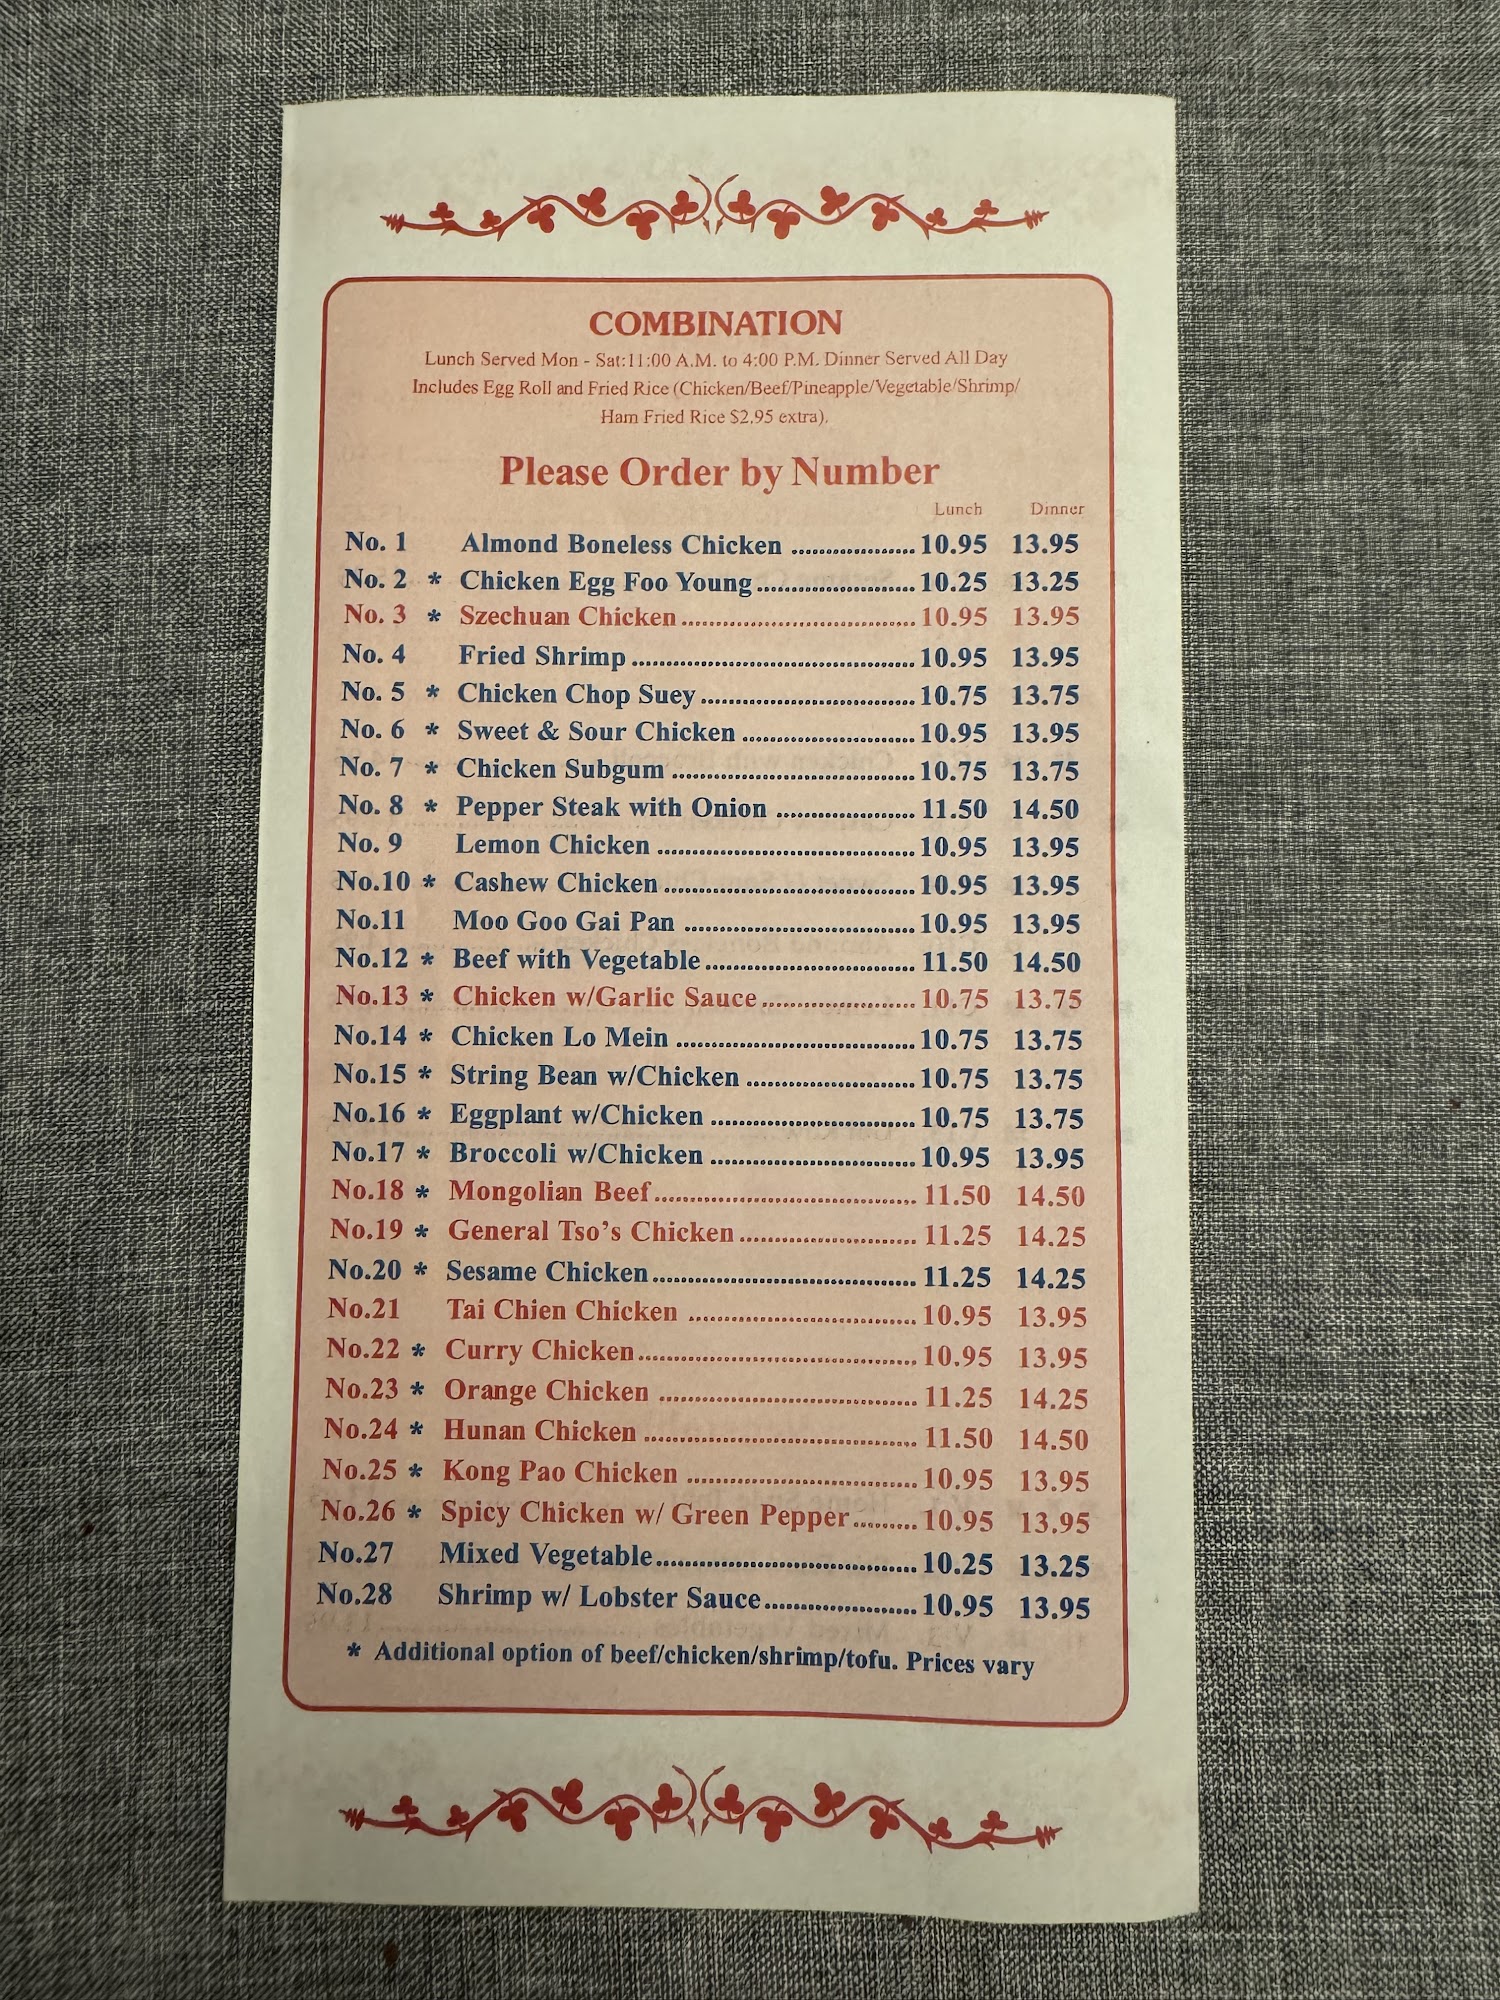 COMBINATION
Lunch Served Mon - Sat:11:00 A.M. to 4:00 P.M. Dinner Served All Day
Includes Egg Roll and Fried Rice (Chicken/Beef/Pineapple/Vegetable/Shrimp/
Ham Fried Rice $2.95 extra).
Please Order by Number
Lunch Dinner
No. 1 Almond Boneless Chicken 10.95 13.95
No. 2 * Chicken Egg Foo Young 10.25 13.25
No. 3 * Szechuan Chicken 10.95 13.95
No. 4 Fried Shrimp 10.95 13.95
No. 5 * Chicken Chop Suey 10.75 13.75
No. 6 * Sweet & Sour Chicken 10.95 13.95
No. 7 * Chicken Subgum 10.75 13.75
No. 8 * Pepper Steak with Onion 11.50 14.50
No. 9 Lemon Chicken 10.95 13.95
No.10 * Cashew Chicken 10.95 13.95
No.11 Moo Goo Gai Pan 10.95 13.95
No.12 * Beef with Vegetable 11.50 14.50
No.13 * Chicken w/Garlic Sauce 10.75 13.75
No.14 * Chicken Lo Mein 10.75 13.75
No.15 * String Bean w/Chicken 10.75 13.75
No.16 * Eggplant w/Chicken 10.75 13.75
No.17 * Broccoli w/Chicken 10.95 13.95
No.18 * Mongolian Beef 11.50 14.50
No.19 * General Tso's Chicken 11.25 14.25
No.20 * Sesame Chicken 11.25 14.25
No.21 Tai Chien Chicken 10.95 13.95
No.22 * Curry Chicken 10.95 13.95
No.23 * Orange Chicken 11.25 14.25
No.24 * Hunan Chicken 11.50 14.50
No.25 * Kong Pao Chicken 10.95 13.95
No.26 * Spicy Chicken w/ Green Pepper 10.95 13.95
No.27 Mixed Vegetable 10.25 13.25
No.28 Shrimp w/ Lobster Sauce 10.95 13.95
* Additional option of beef/chicken/shrimp/tofu. Prices vary